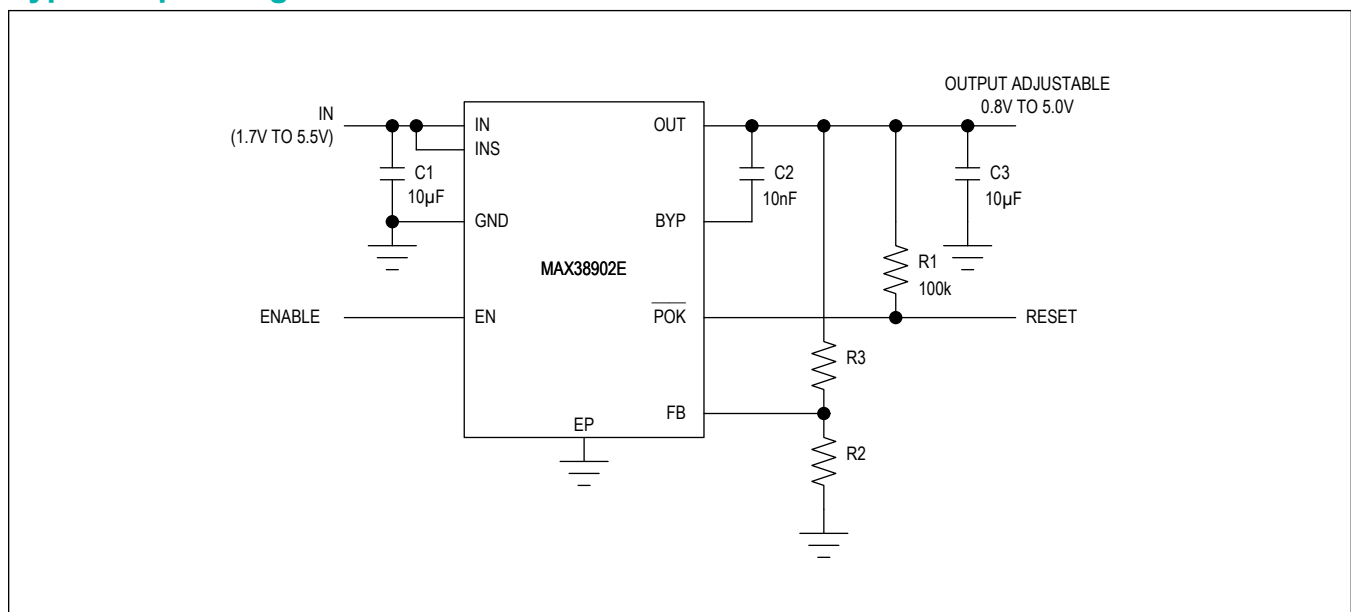 IN
(1.7V TO 5.5V)
OUTPUT ADJUSTABLE
0.8V TO 5.0V
IN
OUT
INS
C1
10µF
C2
10nF
C3
10µF
GND
BYP
MAX38902E
R1
100k
ENABLE
EN
POK
RESET
R3
FB
EP
R2